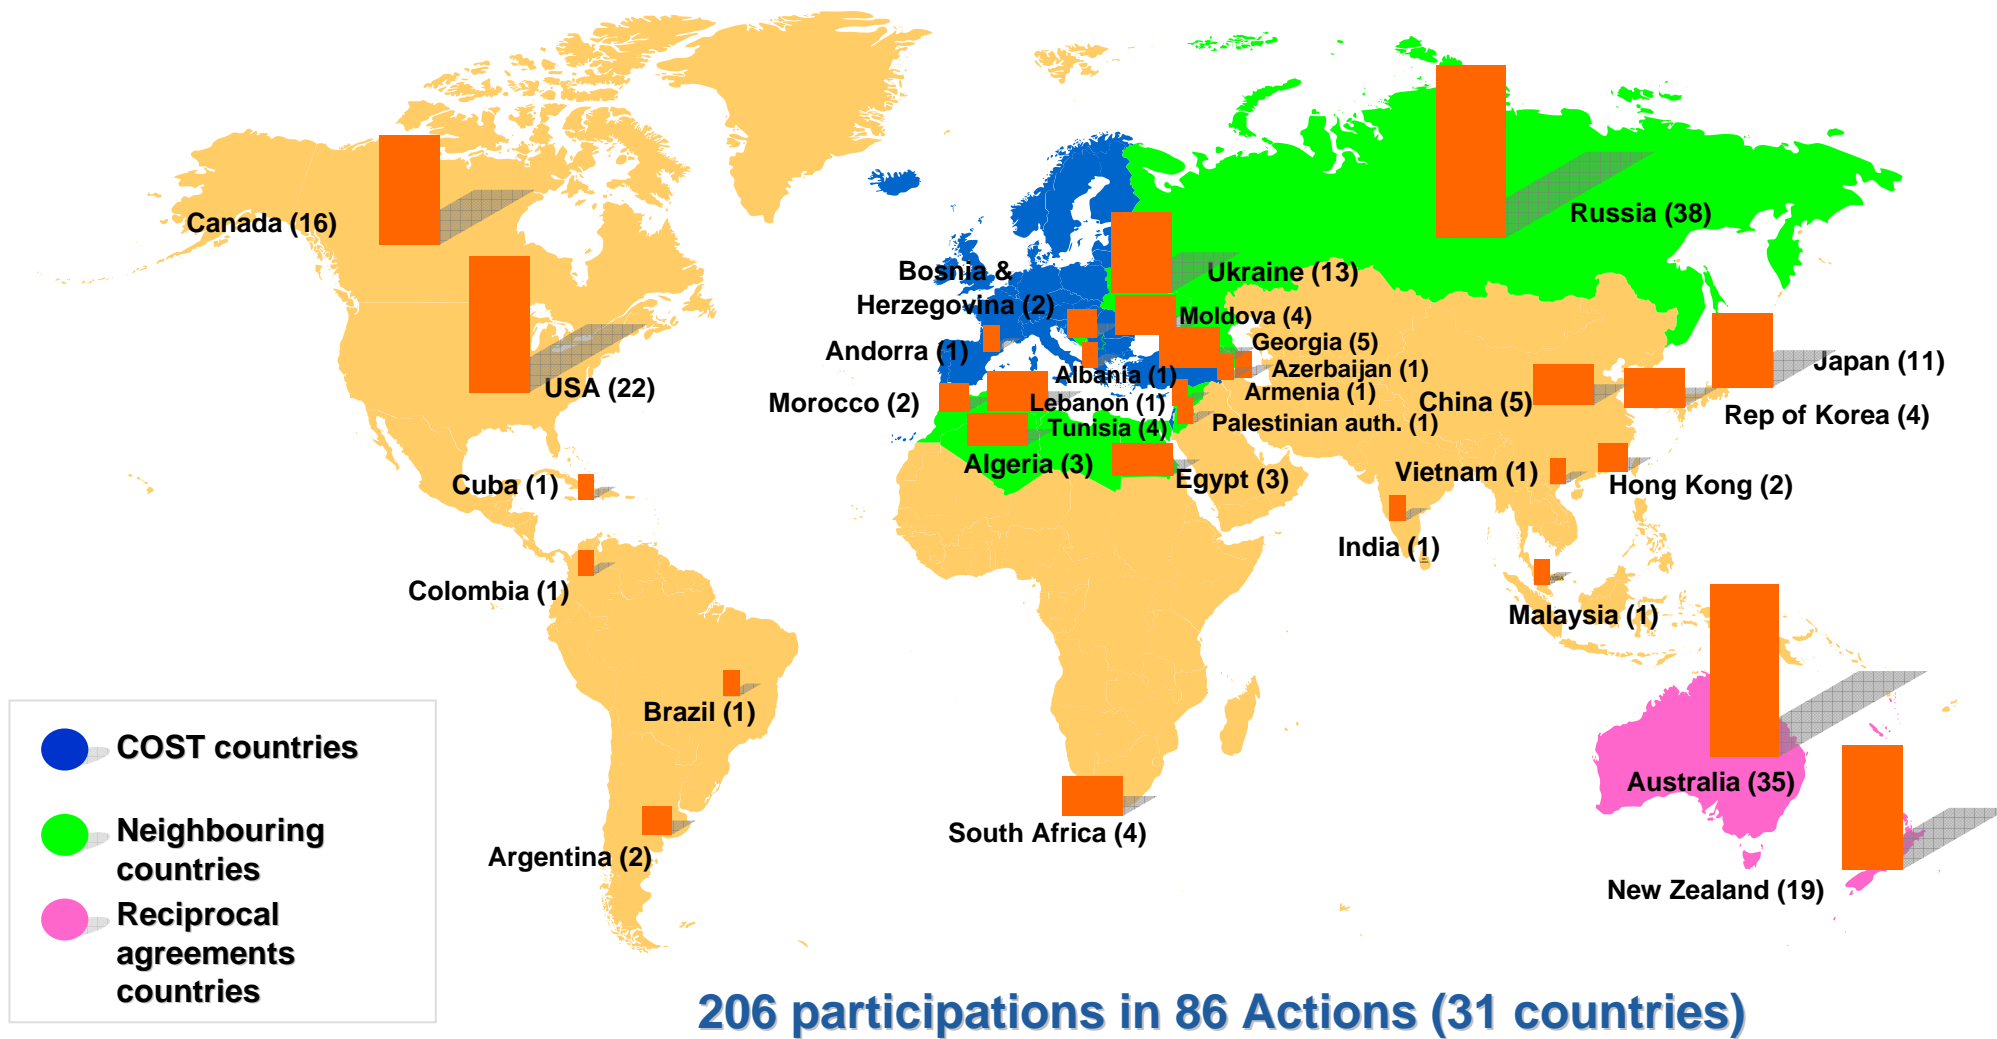 Canada (16)
Russia (38)
Bosnia &
Herzegovina (2)
Ukraine (13)
Moldova (4)
Georgia (5)
Andorra (1)
Azerbaijan (1)
Japan (11)
USA (22)
Albania (1)
Armenia (1)
Morocco (2)
Lebanon (1)
China (5)
Rep of Korea (4)
Palestinian auth. (1)
Tunisia (4)
Algeria (3)
Egypt (3)
Vietnam (1)
Hong Kong (2)
Cuba (1)
India (1)
Colombia (1)
Malaysia (1)
Brazil (1)
Australia (35)
South Africa (4)
Argentina (2)
New Zealand (19)
COST countries
Neighbouring
countries
Reciprocal
agreements
countries
206 participations in 86 Actions (31 countries)